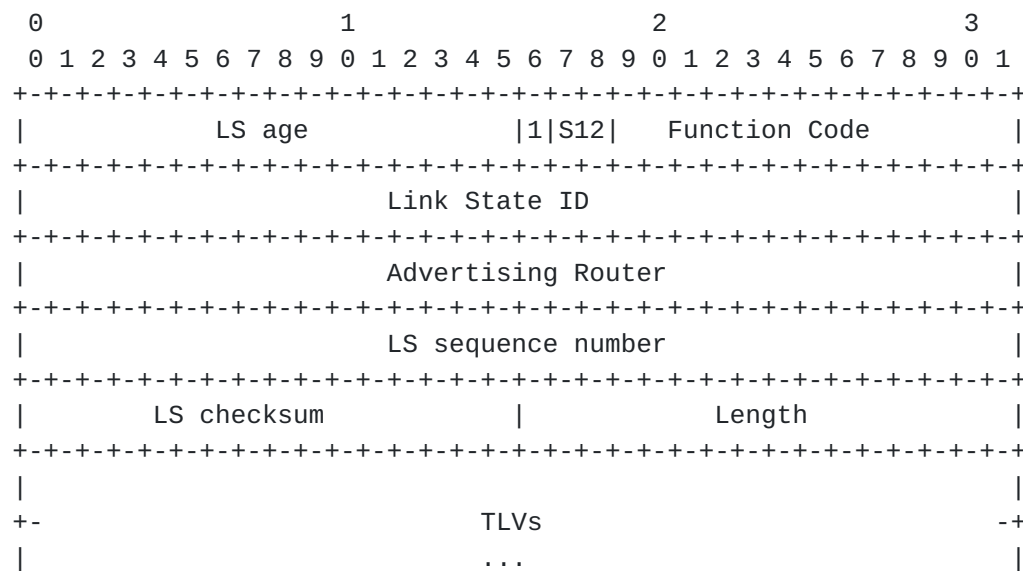 0                   1                   2                   3
 0 1 2 3 4 5 6 7 8 9 0 1 2 3 4 5 6 7 8 9 0 1 2 3 4 5 6 7 8 9 0 1
+-+-+-+-+-+-+-+-+-+-+-+-+-+-+-+-+-+-+-+-+-+-+-+-+-+-+-+-+-+-+-+-+
|            LS age             |1|S12|   Function Code         |
+-+-+-+-+-+-+-+-+-+-+-+-+-+-+-+-+-+-+-+-+-+-+-+-+-+-+-+-+-+-+-+-+
|                       Link State ID                           |
+-+-+-+-+-+-+-+-+-+-+-+-+-+-+-+-+-+-+-+-+-+-+-+-+-+-+-+-+-+-+-+-+
|                       Advertising Router                      |
+-+-+-+-+-+-+-+-+-+-+-+-+-+-+-+-+-+-+-+-+-+-+-+-+-+-+-+-+-+-+-+-+
|                       LS sequence number                      |
+-+-+-+-+-+-+-+-+-+-+-+-+-+-+-+-+-+-+-+-+-+-+-+-+-+-+-+-+-+-+-+-+
|        LS checksum            |            Length             |
+-+-+-+-+-+-+-+-+-+-+-+-+-+-+-+-+-+-+-+-+-+-+-+-+-+-+-+-+-+-+-+-+
|                                                               |
+-                            TLVs                             -+
|                             ...                               |